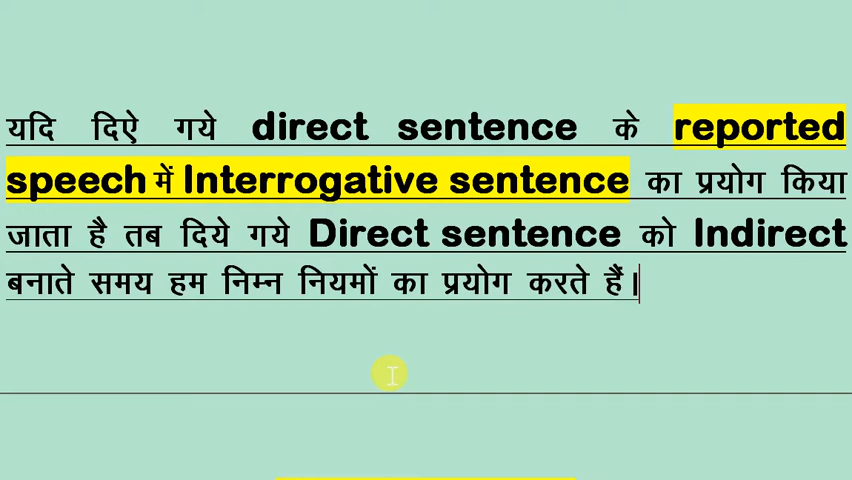 यदि दिऐ गये direct sentence के reported
speech में Interrogative sentence का प्रयोग किया
जाता है तब दिये गये Direct sentence को Indirect
बनाते समय हम निम्न नियमों का प्रयोग करते हैं।